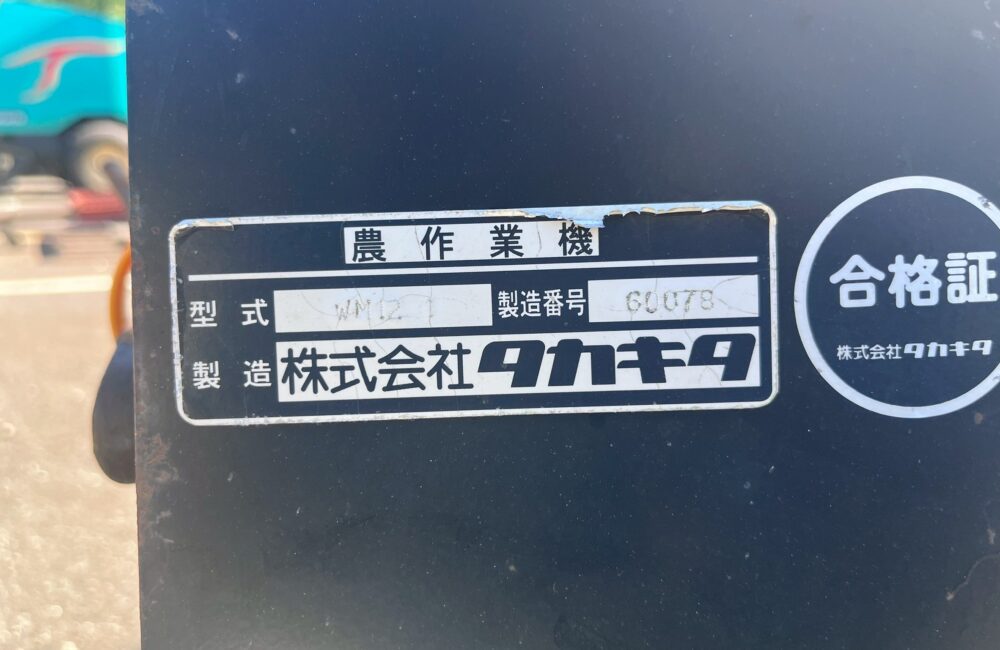 農作業機
型式 WM12 1 製造番号 60078
製造 株式会社タカキタ
合格証
株式会社タカキタ